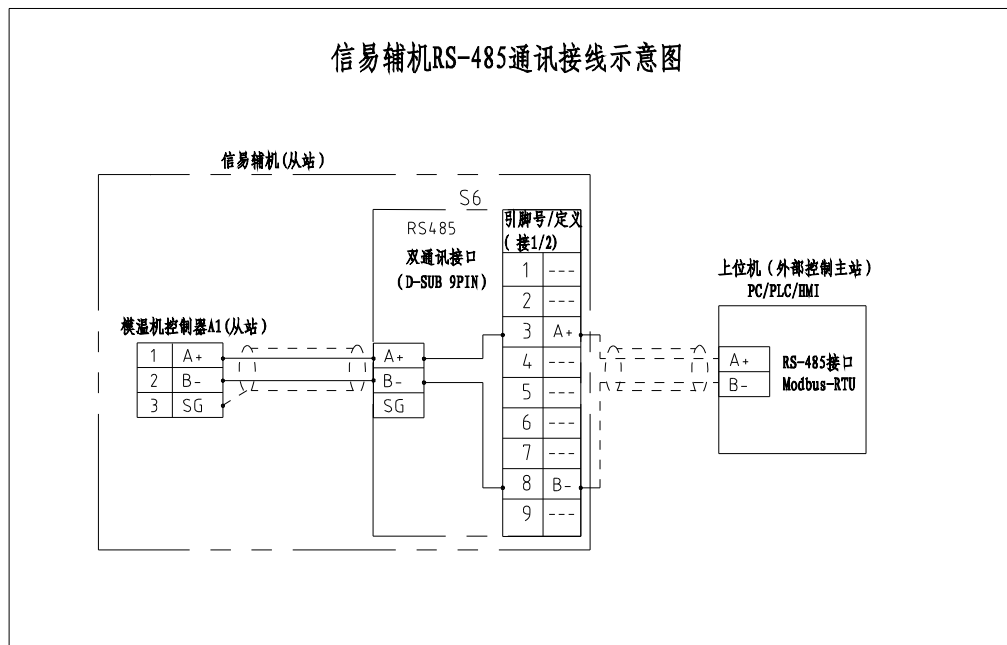 信易辅机RS-485通讯接线示意图
信易辅机(从站)
S6
RS485
双通讯接口
(D-SUB 9PIN)
引脚号/定义
( 接1/2)
1 ---
2 ---
3 A+
4 ---
5 ---
6 ---
7 ---
8 B-
9 ---
模温机控制器A1(从站)
1 A+
2 B-
3 SG
A+
B-
SG
上位机(外部控制主站)
PC/PLC/HMI
A+
B-
RS-485接口
Modbus-RTU